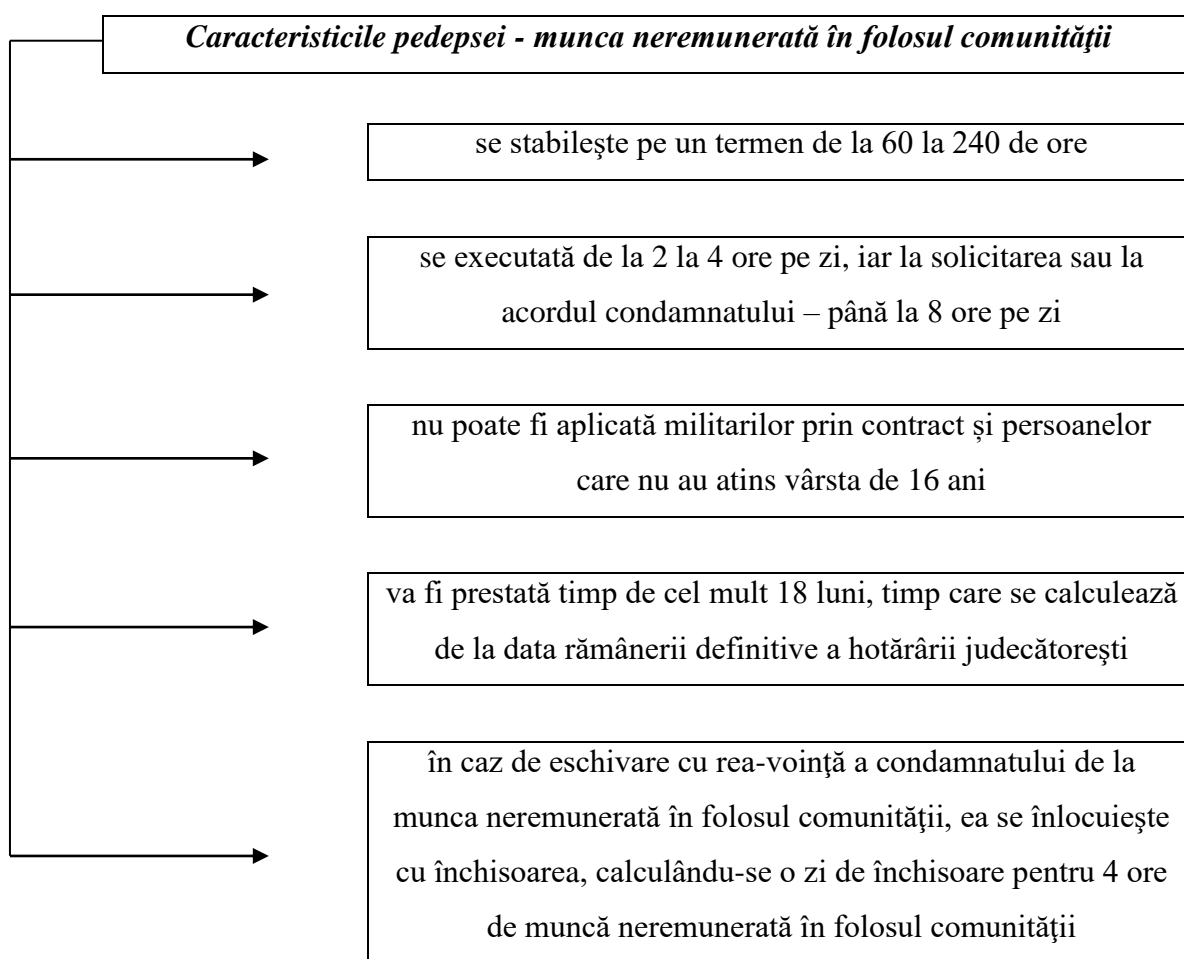 Caracteristicile pedepsei - munca neremunerată în folosul comunităţii
se stabileşte pe un termen de la 60 la 240 de ore
se executată de la 2 la 4 ore pe zi, iar la solicitarea sau la
acordul condamnatului – până la 8 ore pe zi
nu poate fi aplicată militarilor prin contract și persoanelor
care nu au atins vârsta de 16 ani
va fi prestată timp de cel mult 18 luni, timp care se calculează
de la data rămânerii definitive a hotărârii judecătoreşti
în caz de eschivare cu rea-voinţă a condamnatului de la
munca neremunerată în folosul comunităţii, ea se înlocuieşte
cu închisoarea, calculându-se o zi de închisoare pentru 4 ore
de muncă neremunerată în folosul comunităţii